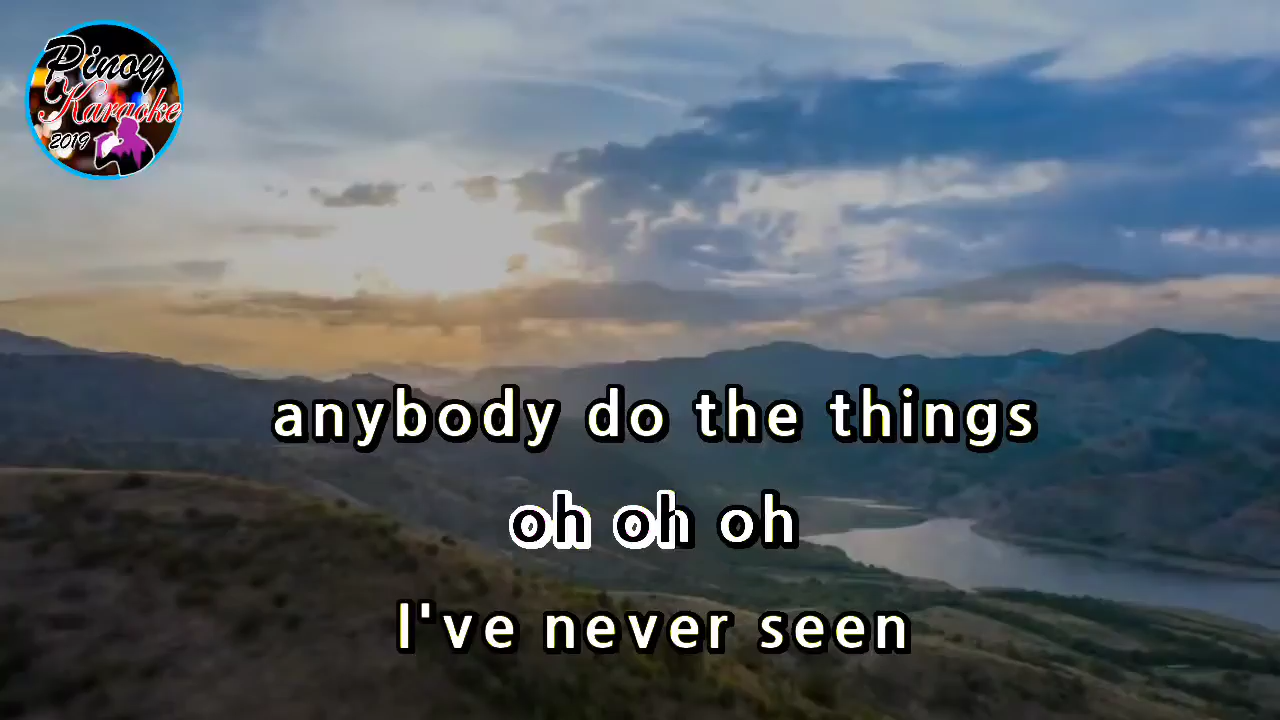 Pinoy
Karaoke
2019
anybody do the things
oh oh oh
I've never seen